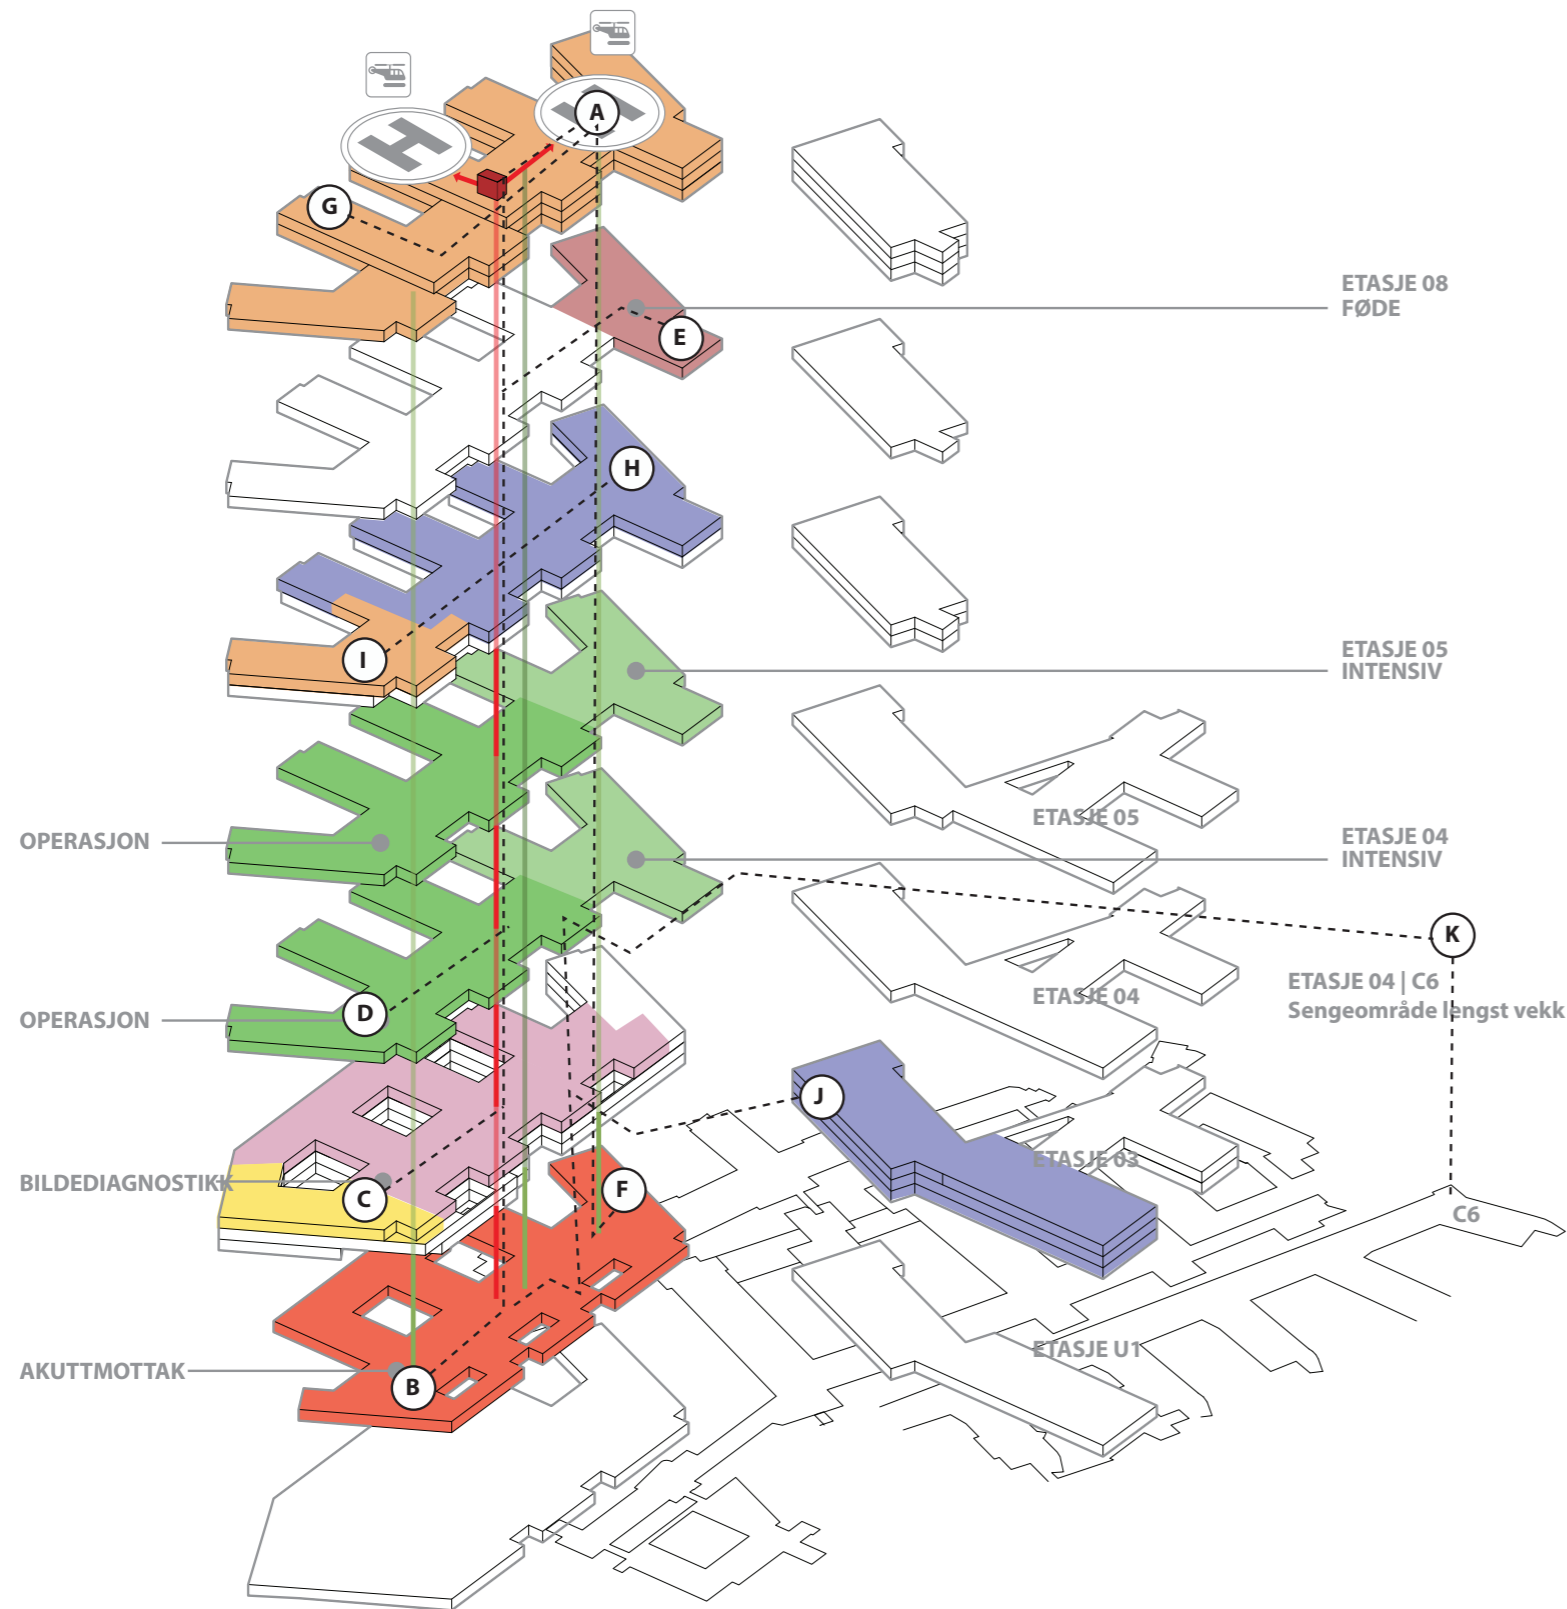 A
H
G
ETASJE 08
FØDE
E
H
I
ETASJE 05
INTENSIV
ETASJE 05
OPERASJON
ETASJE 04
INTENSIV
K
ETASJE 04 | C6
Sengeområde lengst vekk
ETASJE 04
D
OPERASJON
J
ETASJE 03
BILDEDIAGNOSTIKK
C
F
C6
ETASJE U1
AKUTTMOTTAK
B